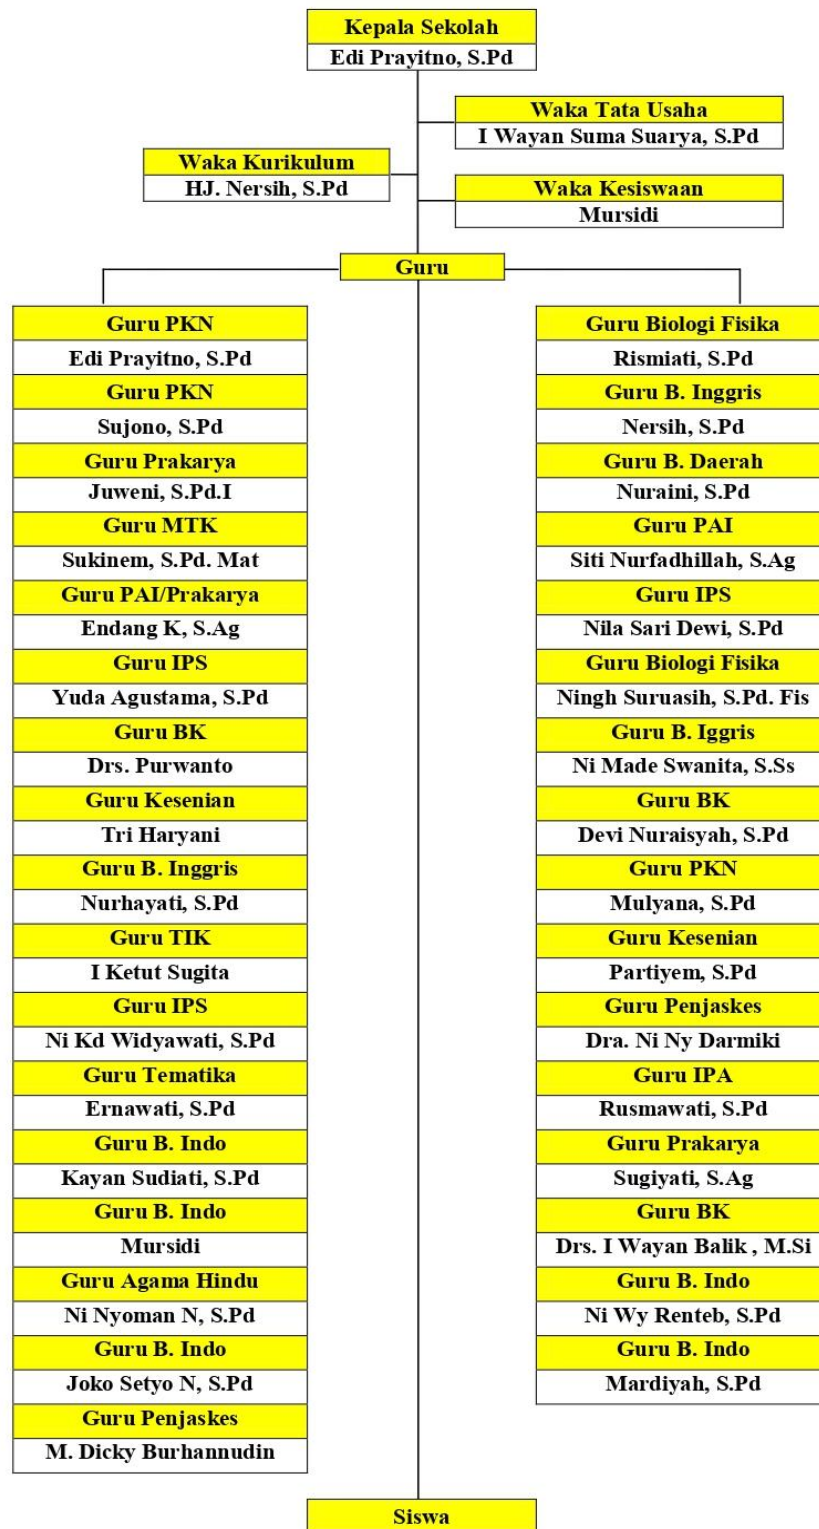 Kepala Sekolah
Edi Prayitno, S.Pd
Waka Tata Usaha
I Wayan Suma Suarya, S.Pd
Waka Kurikulum
HJ. Nersih, S.Pd
Waka Kesiswaan
Mursidi
Guru
Guru PKN
Edi Prayitno, S.Pd
Guru PKN
Sujono, S.Pd
Guru Prakarya
Juweni, S.Pd.I
Guru MTK
Sukinem, S.Pd. Mat
Guru PAI/Prakarya
Endang K, S.Ag
Guru IPS
Yuda Agustama, S.Pd
Guru BK
Drs. Purwanto
Guru Kesenian
Tri Haryani
Guru B. Inggris
Nurhayati, S.Pd
Guru TIK
I Ketut Sugita
Guru IPS
Ni Kd Widyawati, S.Pd
Guru Tematika
Ernawati, S.Pd
Guru B. Indo
Kayan Sudiati, S.Pd
Guru B. Indo
Mursidi
Guru Agama Hindu
Ni Nyoman N, S.Pd
Guru B. Indo
Joko Setyo N, S.Pd
Guru Penjaskes
M. Dicky Burhannudin
Guru Biologi Fisika
Rismiati, S.Pd
Guru B. Inggris
Nersih, S.Pd
Guru B. Daerah
Nuraini, S.Pd
Guru PAI
Siti Nurfadhillah, S.Ag
Guru IPS
Nila Sari Dewi, S.Pd
Guru Biologi Fisika
Ningh Suruasih, S.Pd. Fis
Guru B. Iggris
Ni Made Swanita, S.Ss
Guru BK
Devi Nuraisyah, S.Pd
Guru PKN
Mulyana, S.Pd
Guru Kesenian
Partiyem, S.Pd
Guru Penjaskes
Dra. Ni Ny Darmiki
Guru IPA
Rusmawati, S.Pd
Guru Prakarya
Sugiyati, S.Ag
Guru BK
Drs. I Wayan Balik , M.Si
Guru B. Indo
Ni Wy Renteb, S.Pd
Guru B. Indo
Mardiyah, S.Pd
Siswa